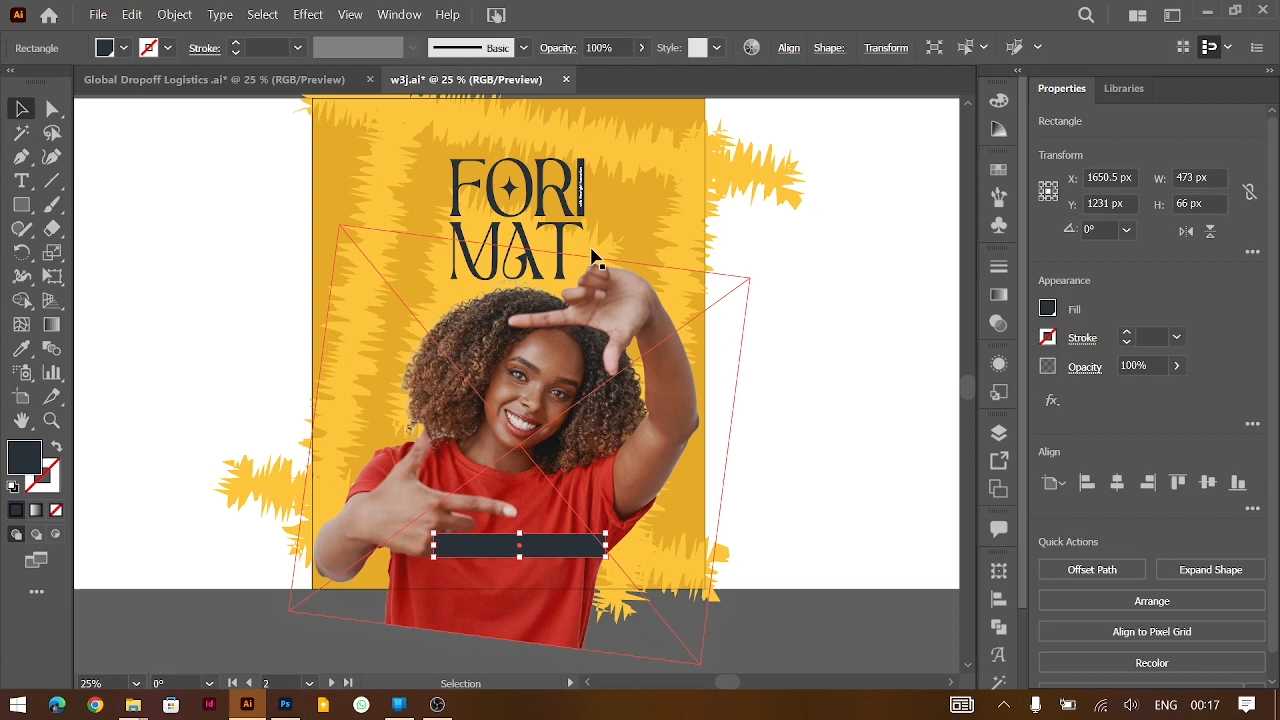 Ai File Edit Object Type Select Effect View Window Help
Rectangle Stroke: Basic Opacity: 100% Style: Align Shape: Transform
Global Dropoff Logistics.ai* @ 25 % (RGB/Preview) × w3j.ai* @ 25 % (RGB/Preview) ×
Properties Libraries
Rectangle
Transform
X: 1650.5 px W: 473 px
Y: 1231 px H: 66 px
0°
Appearance
Fill
Stroke
Opacity 100%
fx.
Align
Quick Actions
Offset Path Expand Shape
Arrange
Align to Pixel Grid
Recolor
FORI
MAT
25% 0° 2 Selection
Id Ai Ps ENG 00:17